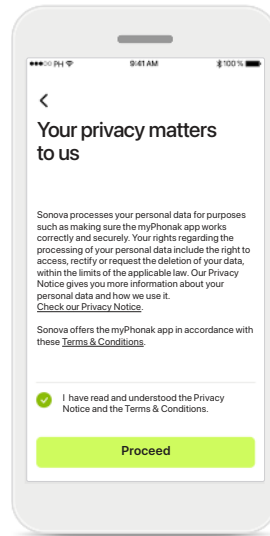 PH 9:41 AM 100 %
Your privacy matters
to us
Sonova processes your personal data for purposes
such as making sure the myPhonak app works
correctly and securely. Your rights regarding the
processing of your personal data include the right to
access, rectify or request the deletion of your data,
within the limits of the applicable law. Our Privacy
Notice gives you more information about your
personal data and how we use it.
Check our Privacy Notice.
Sonova offers the myPhonak app in accordance with
these Terms & Conditions.
I have read and understood the Privacy
Notice and the Terms & Conditions.
Proceed